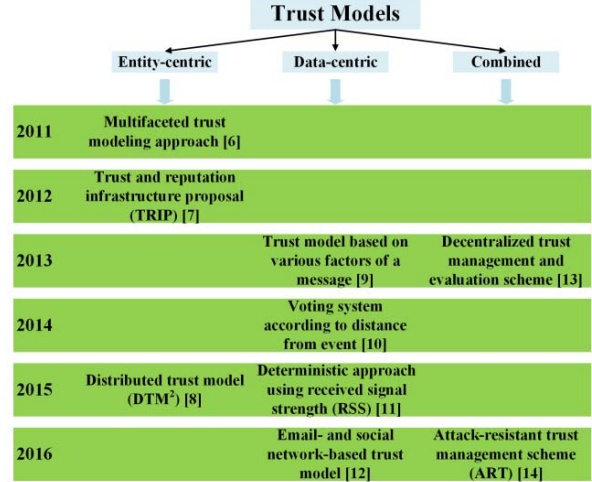 Trust Models
Entity-centric
Data-centric
Combined
2011
Multifaceted trust
modeling approach [6]
2012
Trust and reputation
infrastructure proposal
(TRIP) [7]
2013
Trust model based on
various factors of a
message [9]
Decentralized trust
management and
evaluation scheme [13]
2014
Voting system
according to distance
from event [10]
2015
Distributed trust model
(DTM²) [8]
Deterministic approach
using received signal
strength (RSS) [11]
2016
Email- and social
network-based trust
model [12]
Attack-resistant trust
management scheme
(ART) [14]